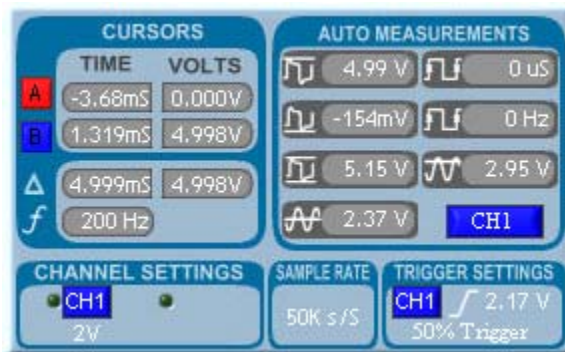 CURSORS
TIME VOLTS
A -3.68mS 0.000V
B 1.319mS 4.998V
Δ 4.999mS 4.998V
f 200 Hz
AUTO MEASUREMENTS
4.99 V 0 uS
-154mV 0 Hz
5.15 V 2.95 V
2.37 V CH1
CHANNEL SETTINGS
CH1
2V
SAMPLE RATE
50K s/S
TRIGGER SETTINGS
CH1 2.17 V
50% Trigger